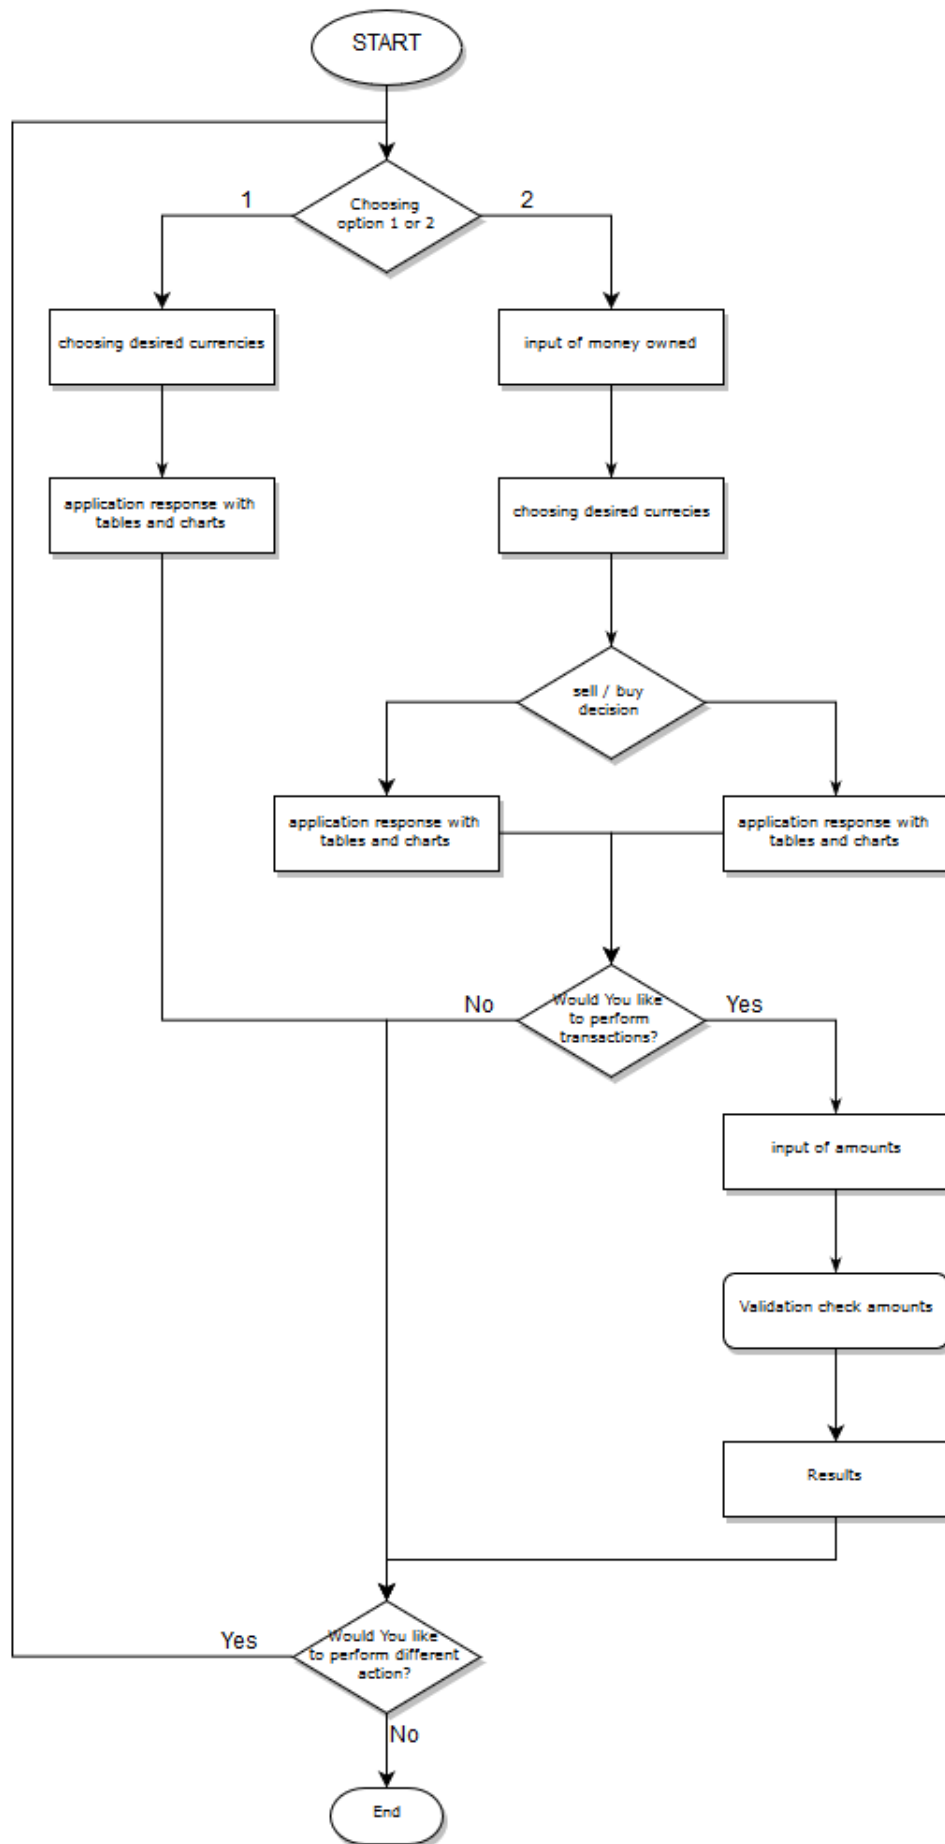 START
1
2
Choosing
option 1 or 2
choosing desired currencies
input of money owned
application response with
tables and charts
choosing desired currecies
sell / buy
decision
application response with
tables and charts
application response with
tables and charts
No
Would You like
to perform
transactions?
Yes
input of amounts
Validation check amounts
Results
Yes
Would You like
to perform different
action?
No
End